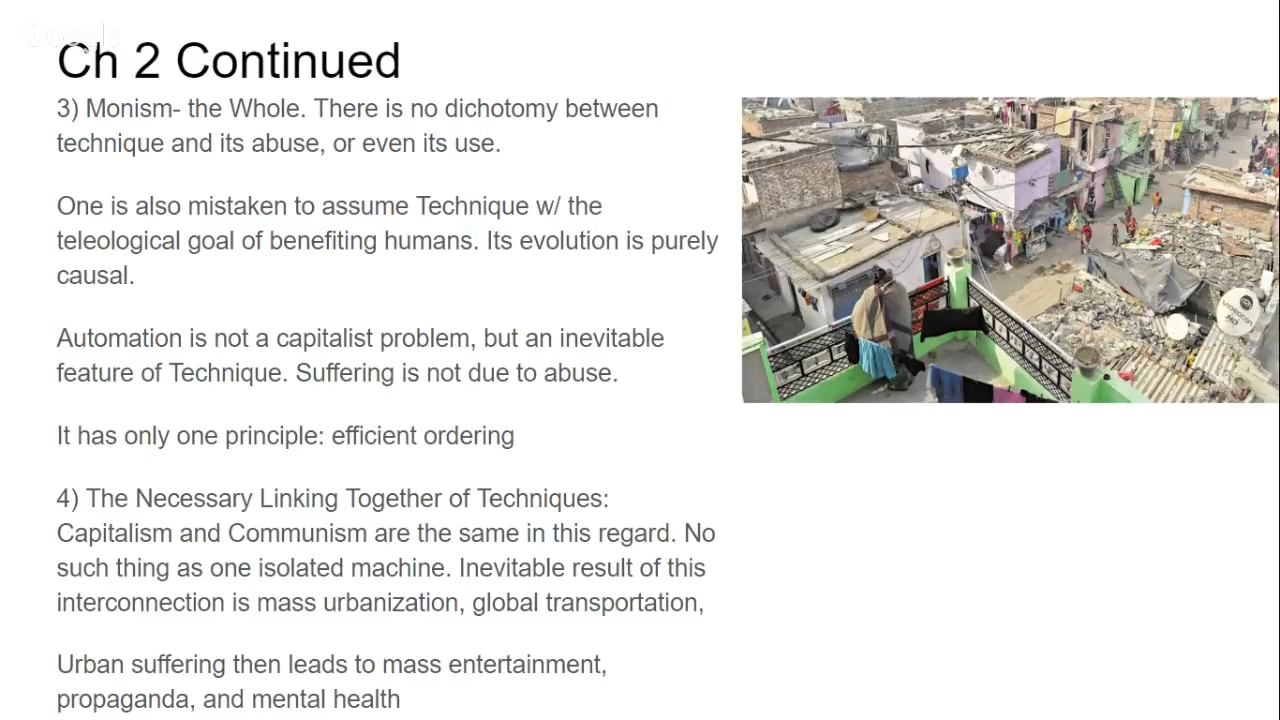 Google
Ch 2 Continued
3) Monism- the Whole. There is no dichotomy between
technique and its abuse, or even its use.
One is also mistaken to assume Technique w/ the
teleological goal of benefiting humans. Its evolution is purely
causal.
Automation is not a capitalist problem, but an inevitable
feature of Technique. Suffering is not due to abuse.
It has only one principle: efficient ordering
4) The Necessary Linking Together of Techniques:
Capitalism and Communism are the same in this regard. No
such thing as one isolated machine. Inevitable result of this
interconnection is mass urbanization, global transportation,
Urban suffering then leads to mass entertainment,
propaganda, and mental health